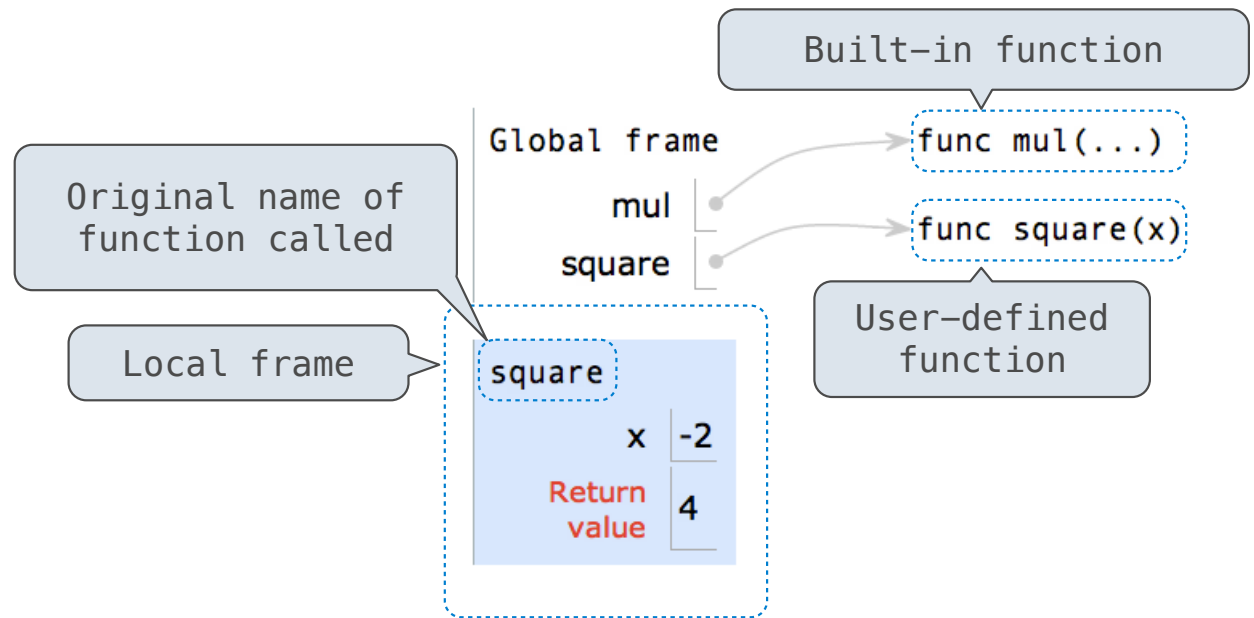 Built-in function
Global frame
func mul(...)
mul
Original name of
function called
square
func square(x)
User-defined
function
Local frame
square
x -2
Return
value
4